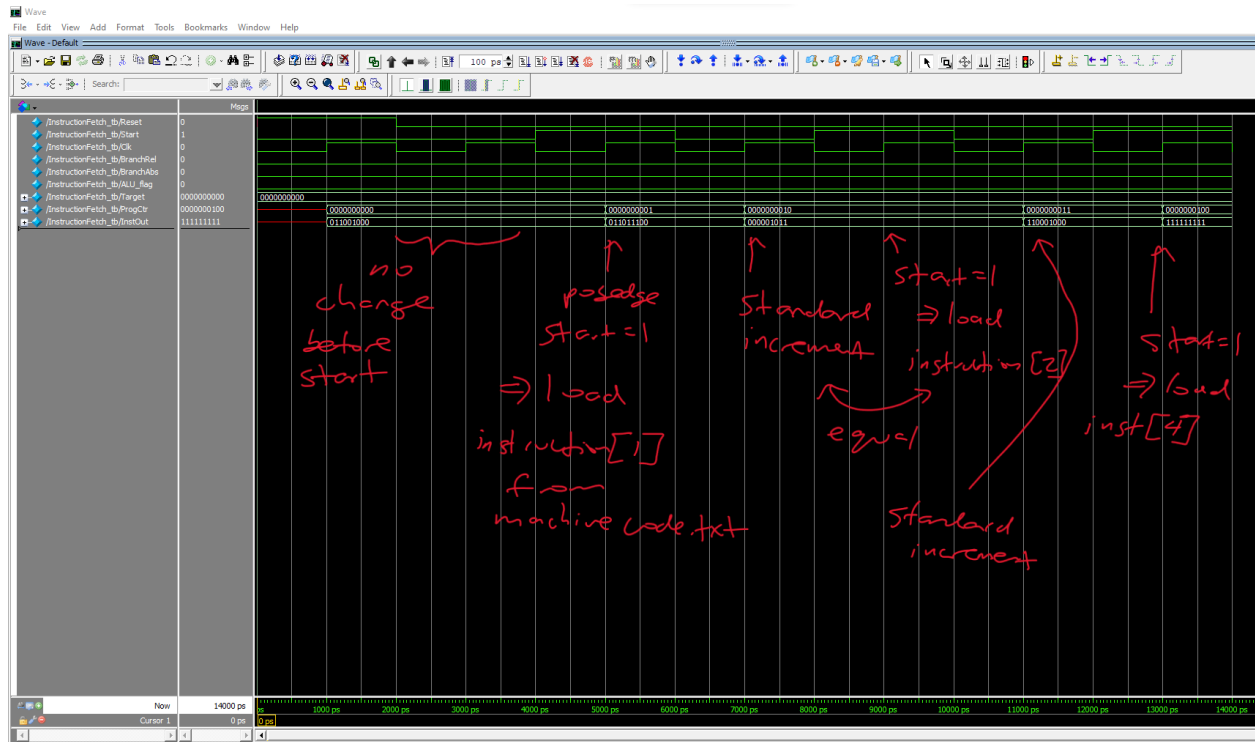 Wave
File Edit View Add Format Tools Bookmarks Window Help
Wave - Default
100 ps
Search:
Msgs
/InstructionFetch_tb/Reset 0
/InstructionFetch_tb/Start 1
/InstructionFetch_tb/Clk 0
/InstructionFetch_tb/BranchRel 0
/InstructionFetch_tb/BranchAbs 0
/InstructionFetch_tb/ALU_flag 0
/InstructionFetch_tb/Target 0000000000 0000000000
/InstructionFetch_tb/ProgCtr 0000000100 0000000000 0000000001 0000000010 0000000011 0000000100
/InstructionFetch_tb/InstOut 111111111 011001000 011011100 000001011 110001000 111111111
no
change
before
start
posedge
start=1
=> load
instruction[1]
from
machine code.txt
standard
increment
equal
start=1
=> load
instruction[2]
standard
increment
start=1
=> load
inst[4]
Now 14000 ps
Cursor 1 0 ps
ps 1000 ps 2000 ps 3000 ps 4000 ps 5000 ps 6000 ps 7000 ps 8000 ps 9000 ps 10000 ps 11000 ps 12000 ps 13000 ps 14000 ps
0 ps